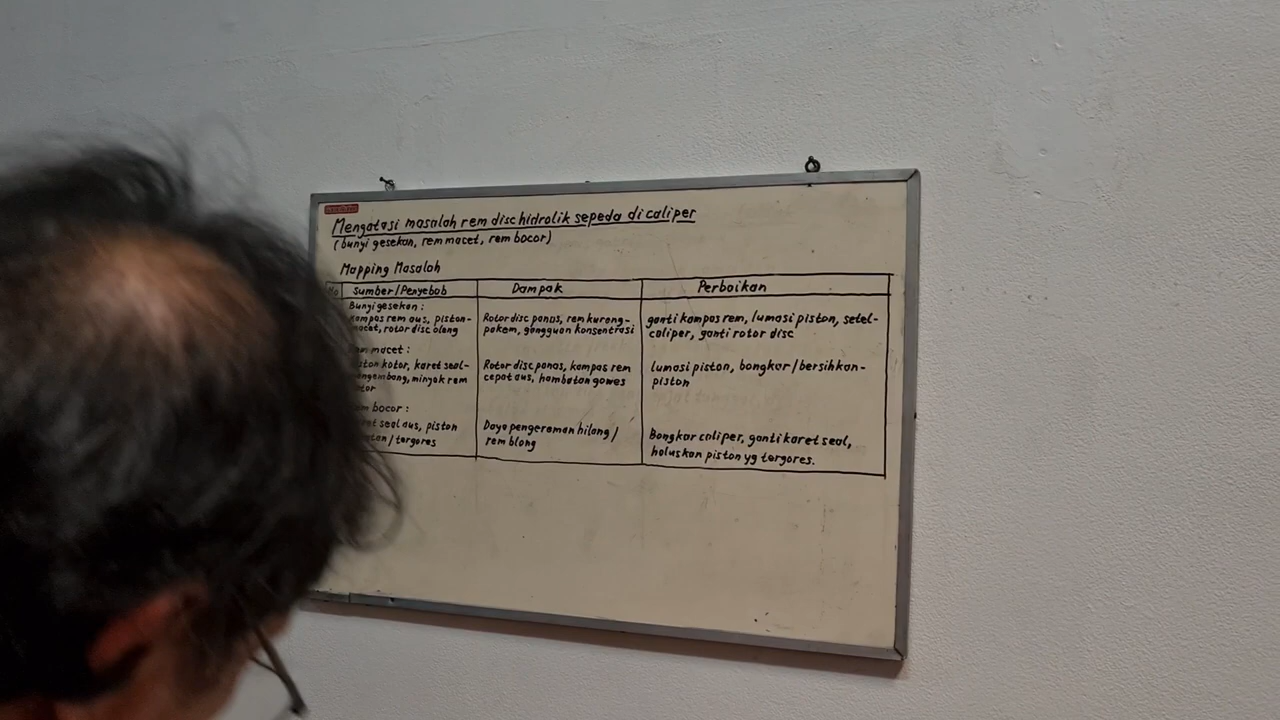 Mengatasi masalah rem disc hidrolik sepeda di caliper
(bunyi gesekan, rem macet, rem bocor)
Mapping Masalah
No Sumber/Penyebab Dampak Perbaikan
Bunyi gesekan :
kampas rem aus, piston-
macet, rotor disc olang
Rotor disc panas, rem kurang-
pakem, gangguan konsentrasi
ganti kampas rem, lumasi piston, setel-
caliper, ganti rotor disc
macet :
kotor, karet seal-
minyak rem
Rotor disc panas, kampas rem
cepat aus, hambatan gowes
lumasi piston, bongkar/bersihkan-
piston
bocor :
seal aus, piston
/tergores
Daya pengereman hilang/
rem blong
Bongkar caliper, ganti karet seal,
haluskan piston yg tergores.